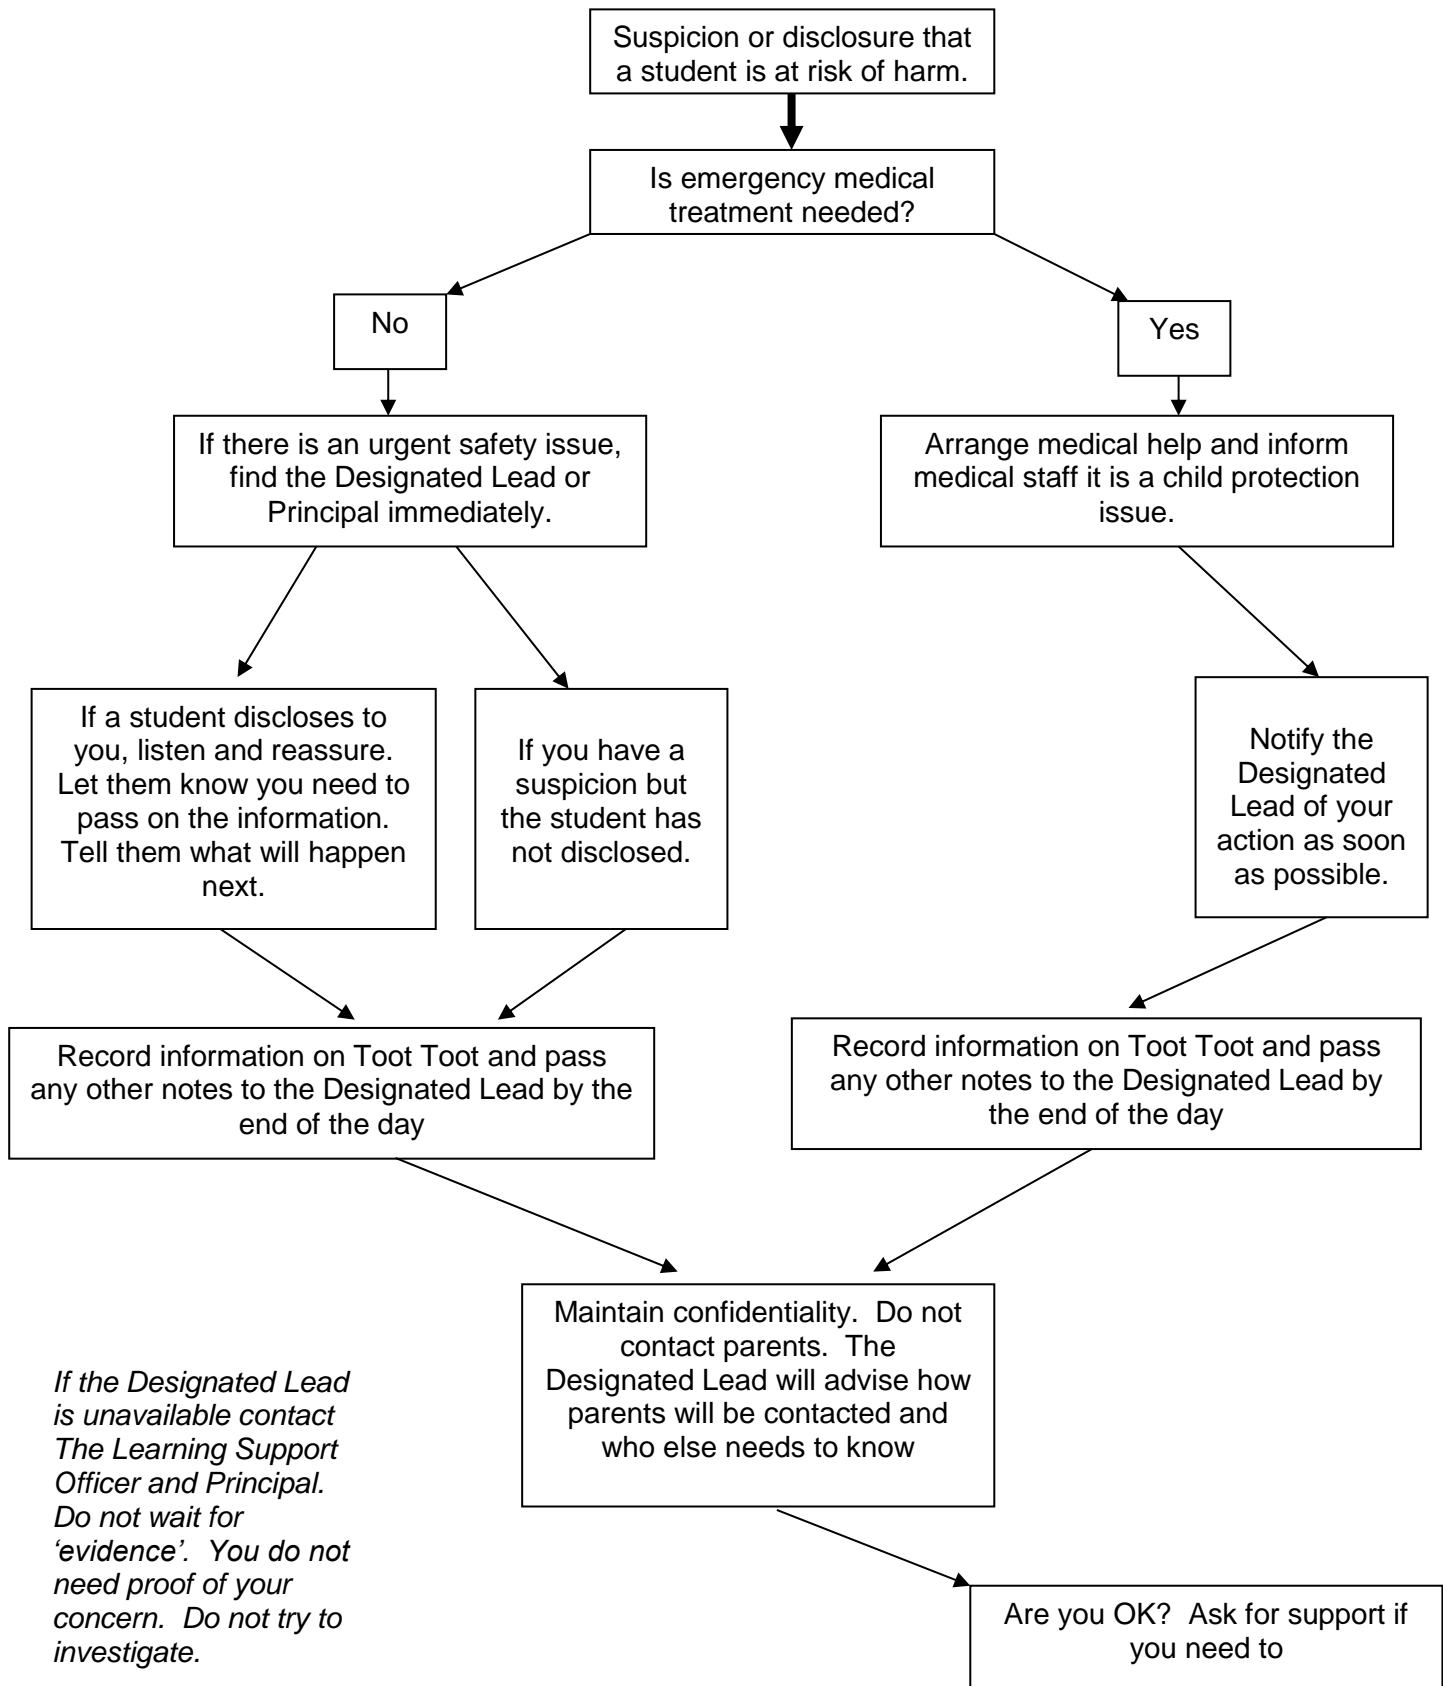 Suspicion or disclosure that
a student is at risk of harm.
Is emergency medical
treatment needed?
No
Yes
If there is an urgent safety issue,
find the Designated Lead or
Principal immediately.
Arrange medical help and inform
medical staff it is a child protection
issue.
If a student discloses to
you, listen and reassure.
Let them know you need to
pass on the information.
Tell them what will happen
next.
If you have a
suspicion but
the student has
not disclosed.
Notify the
Designated
Lead of your
action as soon
as possible.
Record information on Toot Toot and pass
any other notes to the Designated Lead by the
end of the day
Record information on Toot Toot and pass
any other notes to the Designated Lead by
the end of the day
Maintain confidentiality.  Do not
contact parents.  The
Designated Lead will advise how
parents will be contacted and
who else needs to know
If the Designated Lead
is unavailable contact
The Learning Support
Officer and Principal.
Do not wait for
‘evidence’.  You do not
need proof of your
concern.  Do not try to
investigate.
Are you OK?  Ask for support if
you need to